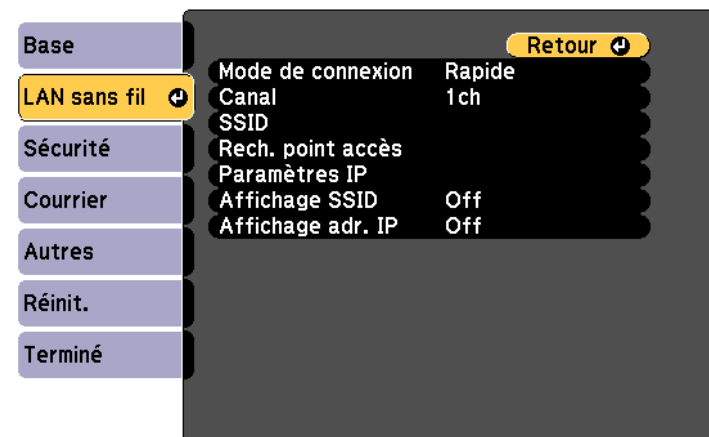 Base
LAN sans fil
Sécurité
Courrier
Autres
Réinit.
Terminé
Retour
Mode de connexion Rapide
Canal 1ch
SSID
Rech. point accès
Paramètres IP
Affichage SSID Off
Affichage adr. IP Off